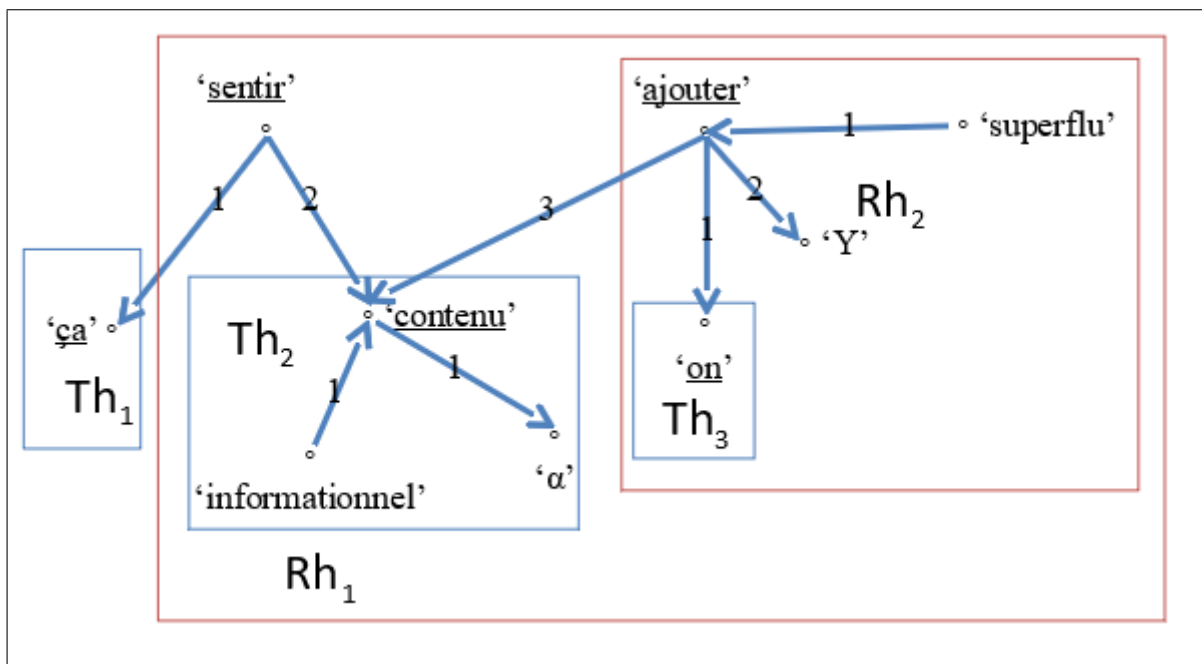 ‘sentir’
‘ajouter’
1
‘superflu’
1
2
3
2
Rh₂
1
‘Y’
‘ça’
Th₂
‘contenu’
Th₁
1
1
‘on’
Th₃
‘informationnel’
‘α’
Rh₁